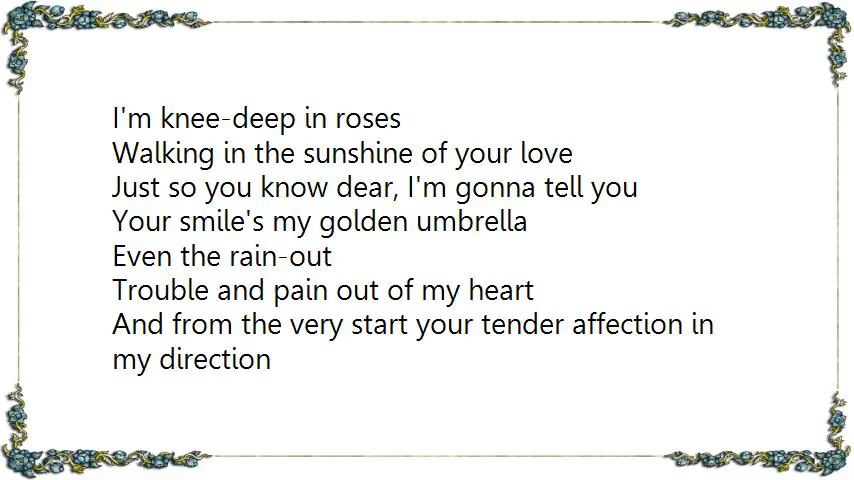 I'm knee-deep in roses
Walking in the sunshine of your love
Just so you know dear, I'm gonna tell you
Your smile's my golden umbrella
Even the rain-out
Trouble and pain out of my heart
And from the very start your tender affection in
my direction